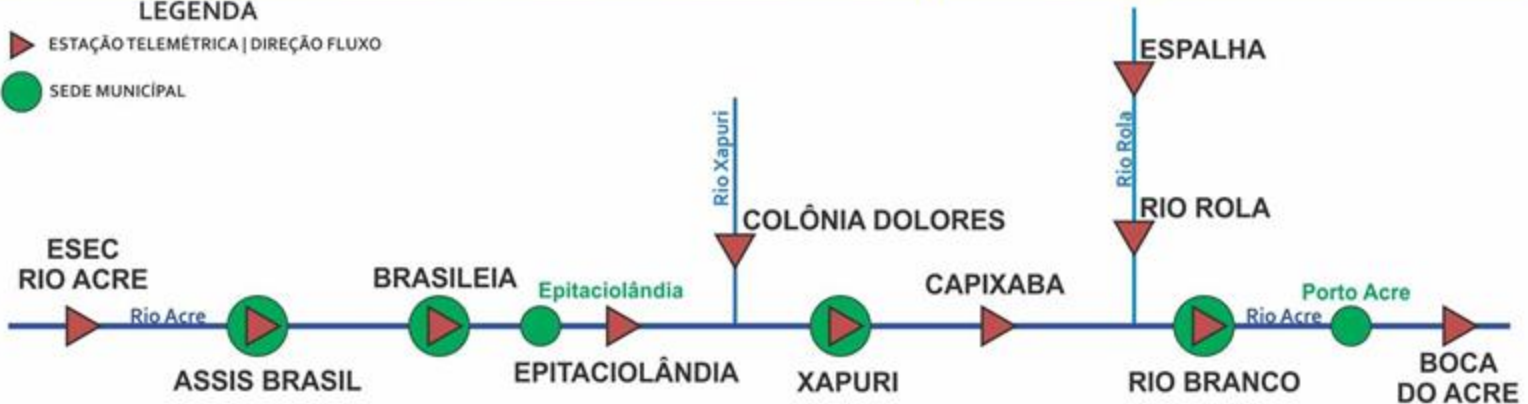 LEGENDA
ESTAÇÃO TELEMÉTRICA | DIREÇÃO FLUXO
SEDE MUNICÍPAL
ESPALHA
Rio Xapuri
Rio Rola
COLÔNIA DOLORES
RIO ROLA
ESEC
RIO ACRE
BRASILEIA
Epitaciolândia
CAPIXABA
Porto Acre
Rio Acre
Rio Acre
ASSIS BRASIL
EPITACIOLÂNDIA
XAPURI
RIO BRANCO
BOCA
DO ACRE